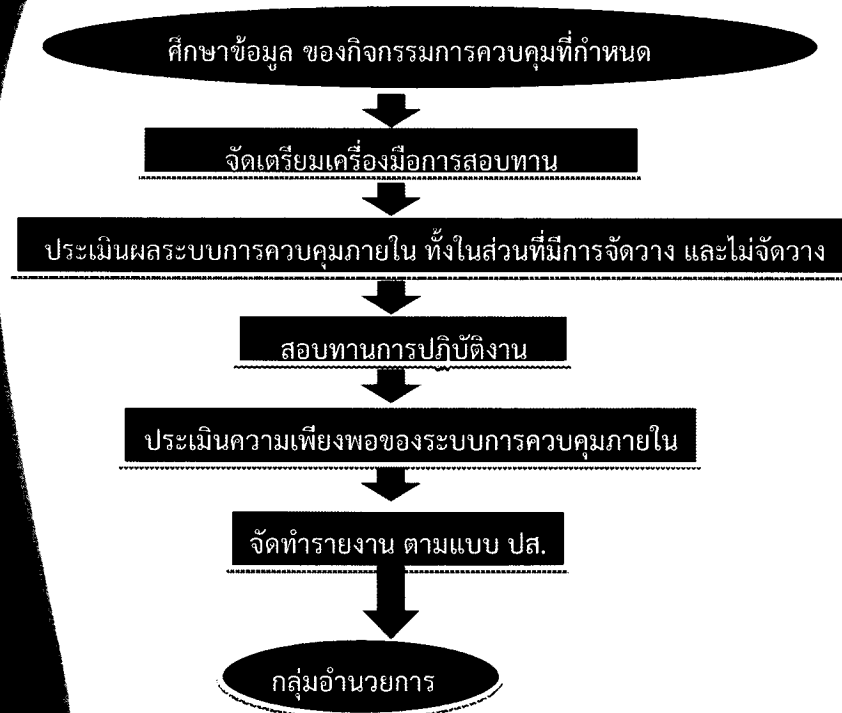 ศึกษาข้อมูล ของกิจกรรมการควบคุมที่กำหนด
จัดเตรียมเครื่องมือการสอบทาน
ประเมินผลระบบการควบคุมภายใน ทั้งในส่วนที่มีการจัดวาง และไม่จัดวาง
สอบทานการปฏิบัติงาน
ประเมินความเพียงพอของระบบการควบคุมภายใน
จัดทำรายงาน ตามแบบ ปส.
กลุ่มอำนวยการ